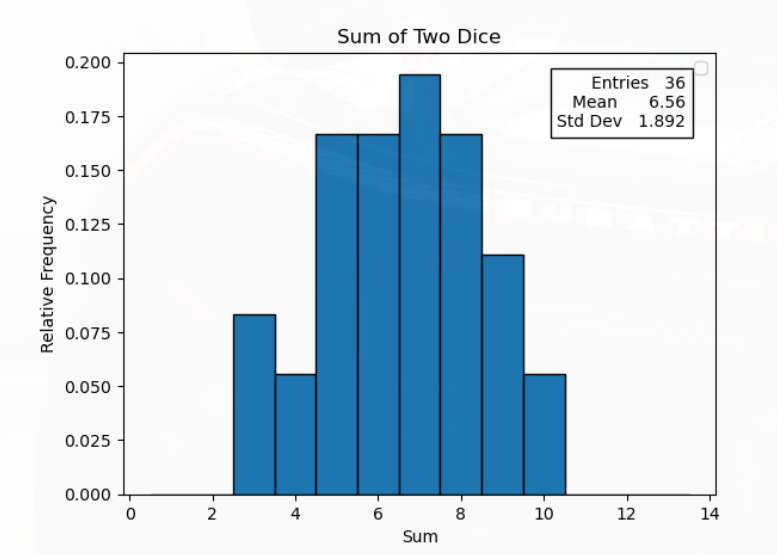 Sum of Two Dice
Entries 36
Mean 6.56
Std Dev 1.892
Relative Frequency
0.200
0.175
0.150
0.125
0.100
0.075
0.050
0.025
0.000
0 2 4 6 8 10 12 14
Sum